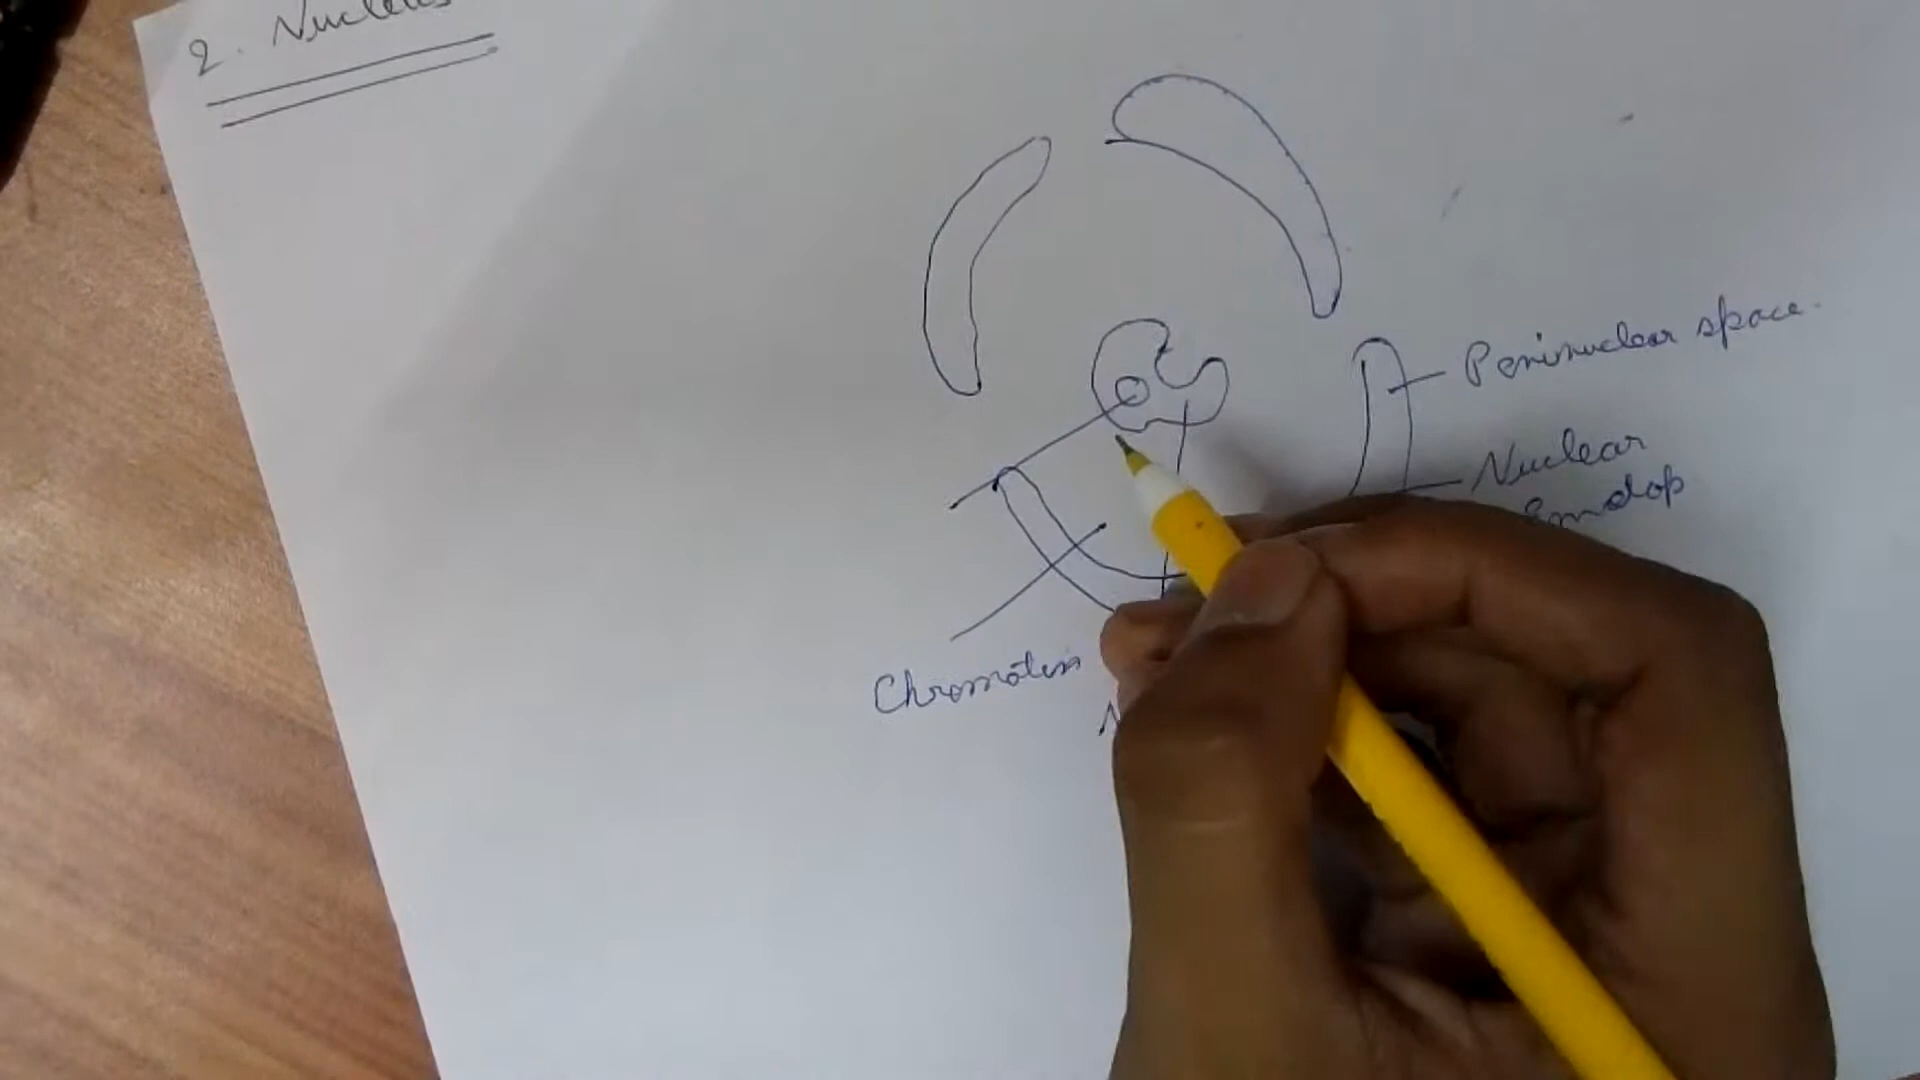 2. Nucleus
Perinuclear space.
Nuclear
Chromatin
N